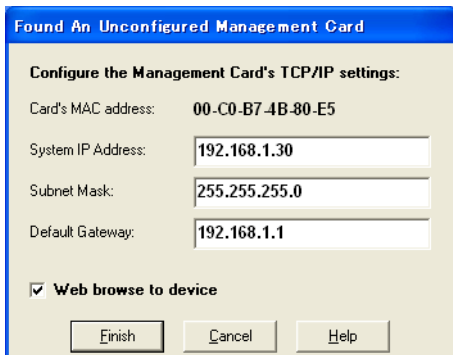 Found An Unconfigured Management Card
Configure the Management Card's TCP/IP settings:
Card's MAC address: 00-C0-B7-4B-80-E5
System IP Address: 192.168.1.30
Subnet Mask: 255.255.255.0
Default Gateway: 192.168.1.1
Web browse to device
Finish Cancel Help